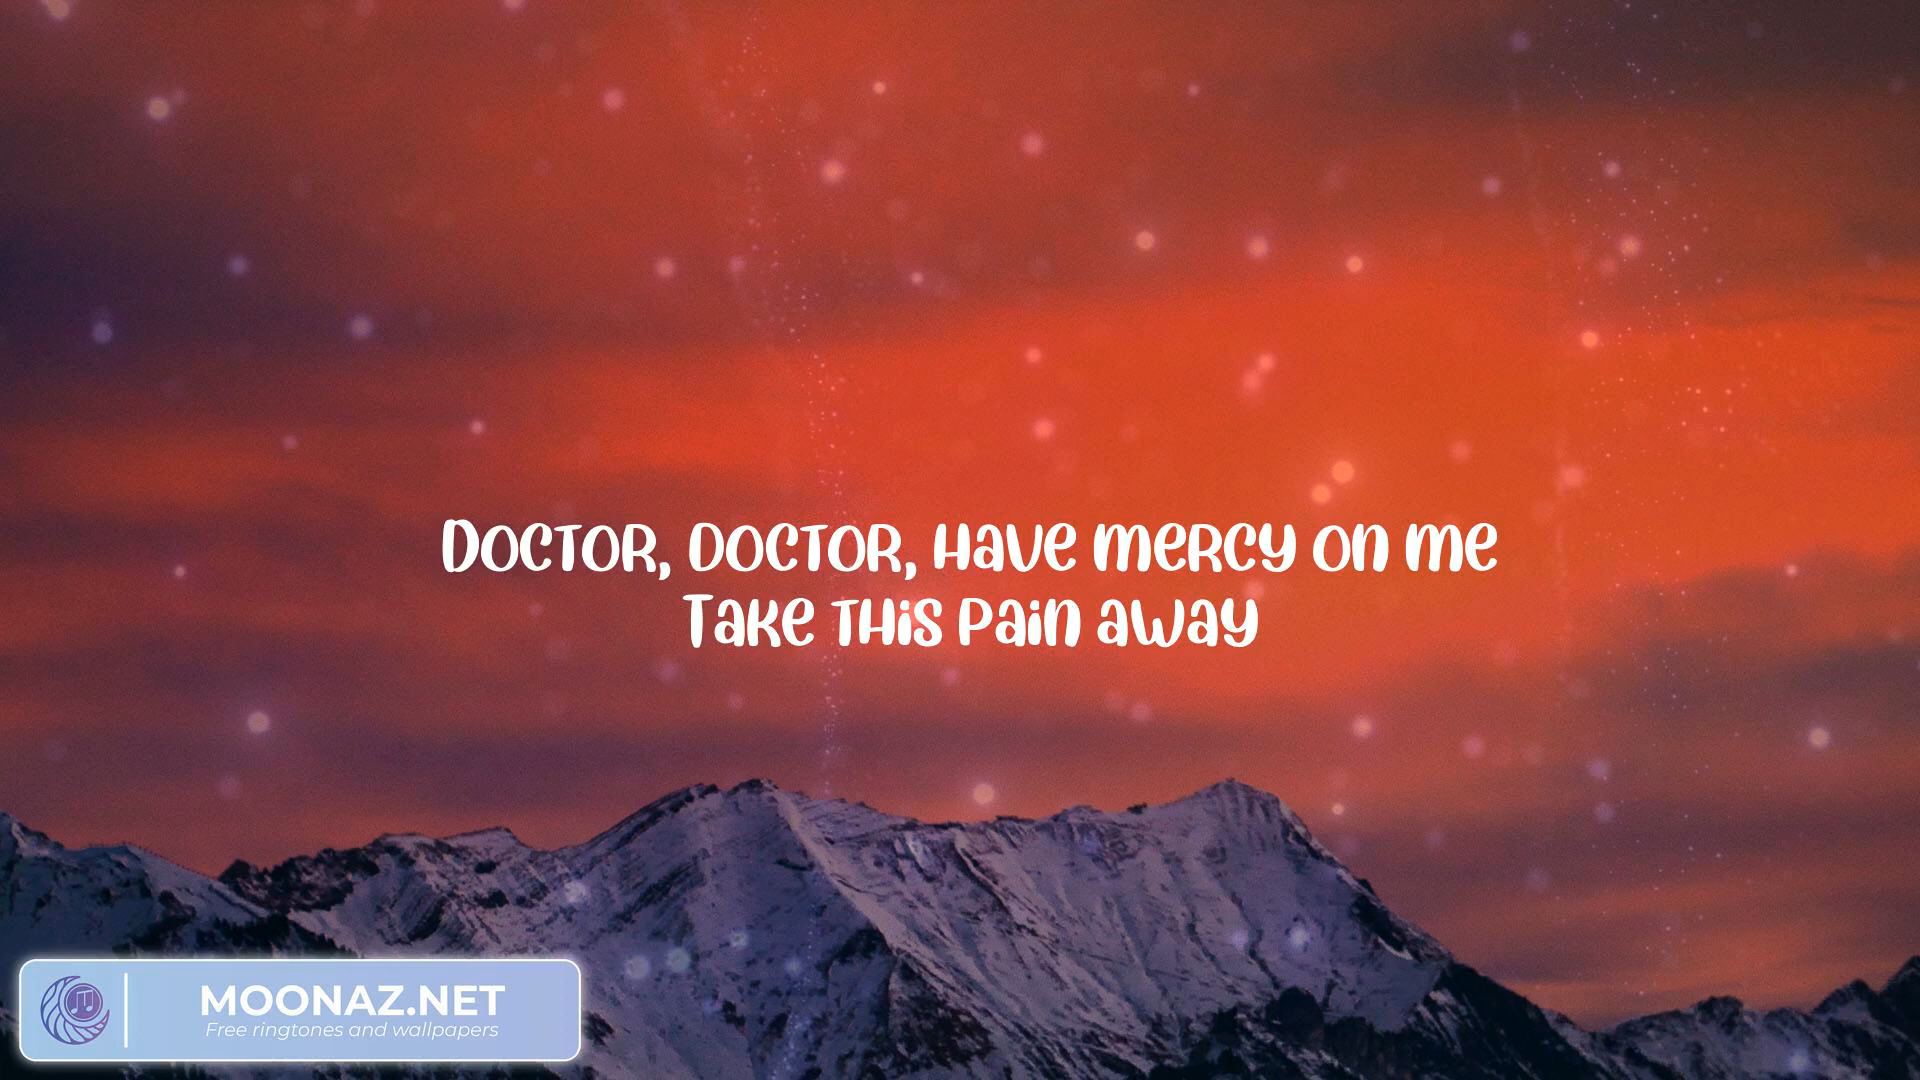 Doctor, doctor, have mercy on me
Take this pain away
MOONAZ.NET
Free ringtones and wallpapers